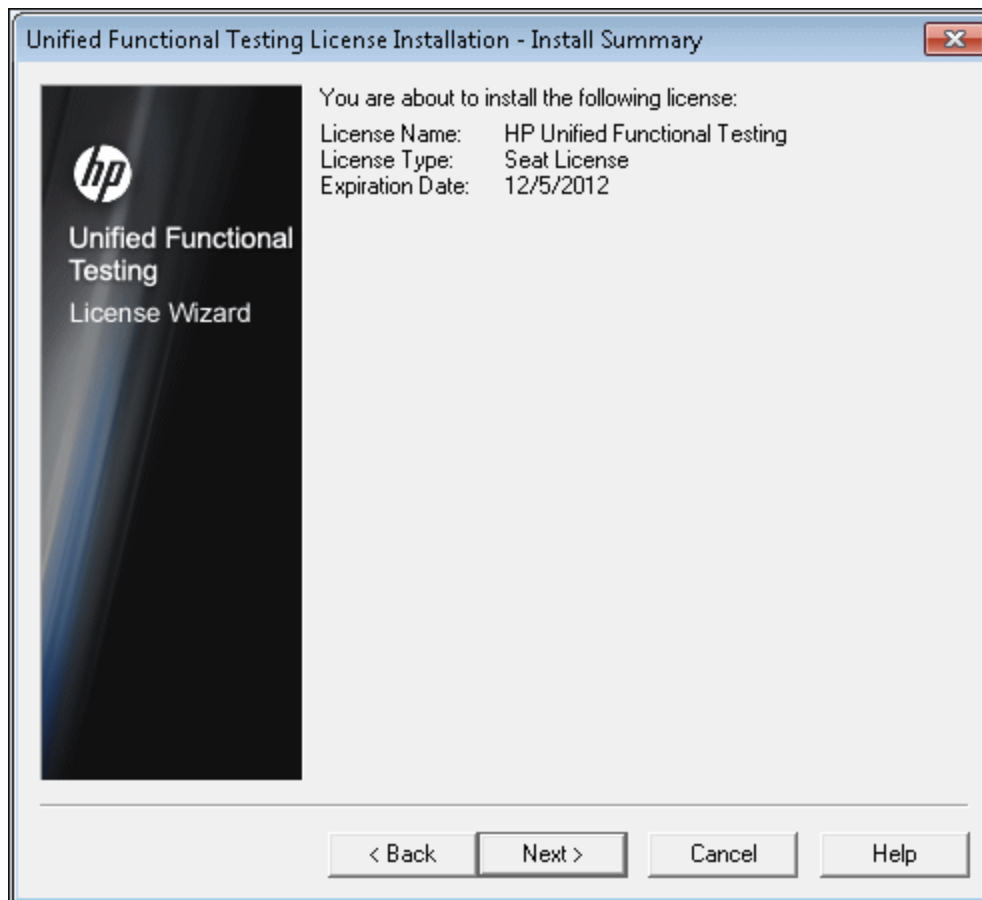 Unified Functional Testing License Installation - Install Summary
hp
Unified Functional
Testing
License Wizard
You are about to install the following license:
License Name: HP Unified Functional Testing
License Type: Seat License
Expiration Date: 12/5/2012
< Back Next > Cancel Help